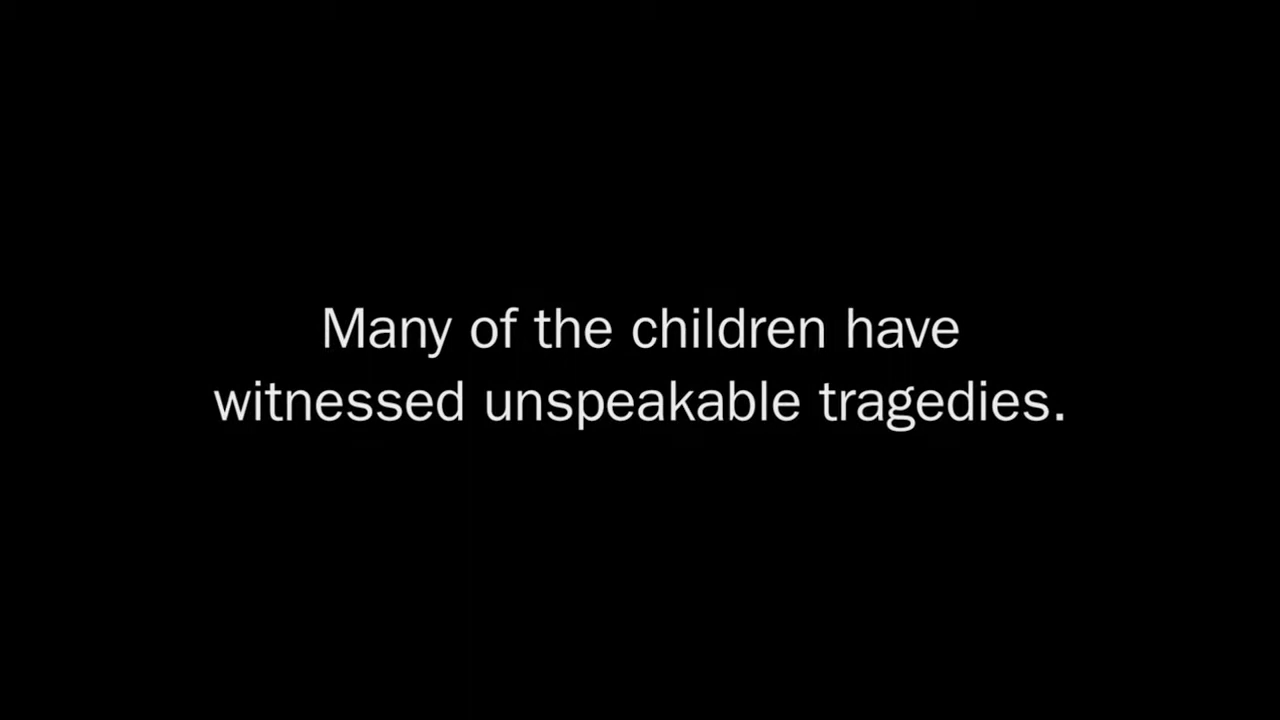 Many of the children have
witnessed unspeakable tragedies.